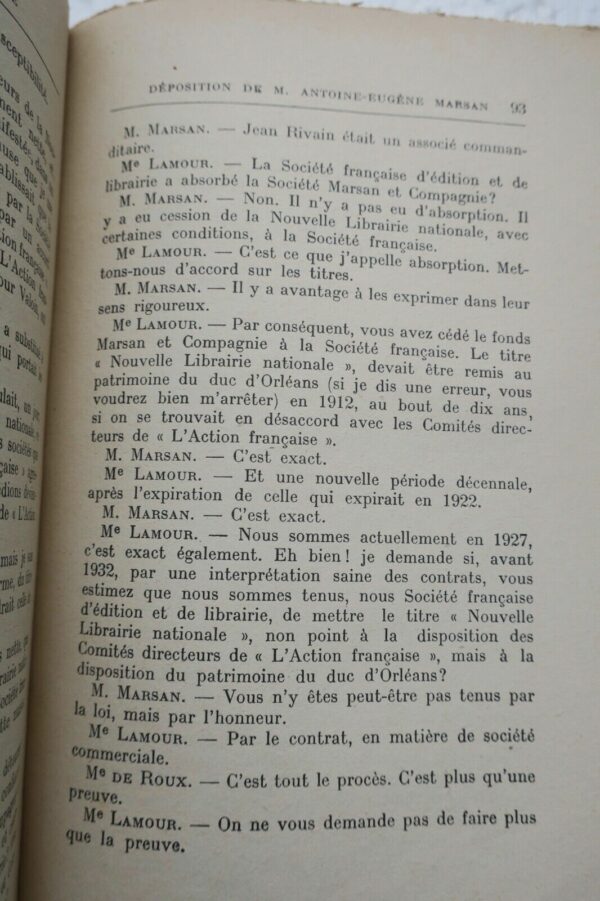 sceptibilité.
DÉPOSITION DE M. ANTOINE-EUGÈNE MARSAN 93
M. MARSAN. — Jean Rivain était un associé comman-
ditaire.
Me LAMOUR. — La Société française d'édition et de
librairie a absorbé la Société Marsan et Compagnie?
M. MARSAN. — Non. Il n'y a pas eu d'absorption. Il
y a eu cession de la Nouvelle Librairie nationale, avec
certaines conditions, à la Société française.
Me LAMOUR. — C'est ce que j'appelle absorption. Met-
tons-nous d'accord sur les titres.
M. MARSAN. — Il y a avantage à les exprimer dans leur
sens rigoureux.
Me LAMOUR. — Par conséquent, vous avez cédé le fonds
Marsan et Compagnie à la Société française. Le titre
« Nouvelle Librairie nationale », devait être remis au
patrimoine du duc d'Orléans (si je dis une erreur, vous
voudrez bien m'arrêter) en 1912, au bout de dix ans,
si on se trouvait en désaccord avec les Comités direc-
teurs de « L'Action française ».
M. MARSAN. — C'est exact.
Me LAMOUR. — Et une nouvelle période décennale,
après l'expiration de celle qui expirait en 1922.
M. MARSAN. — C'est exact.
Me LAMOUR. — Nous sommes actuellement en 1927,
c'est exact également. Eh bien! je demande si, avant
1932, par une interprétation saine des contrats, vous
estimez que nous sommes tenus, nous Société française
d'édition et de librairie, de mettre le titre « Nouvelle
Librairie nationale », non point à la disposition des
Comités directeurs de « L'Action française », mais à la
disposition du patrimoine du duc d'Orléans?
M. MARSAN. — Vous n'y êtes peut-être pas tenus par
la loi, mais par l'honneur.
Me LAMOUR. — Par le contrat, en matière de société
commerciale.
Me DE ROUX. — C'est tout le procès. C'est plus qu'une
preuve.
Me LAMOUR. — On ne vous demande pas de faire plus
que la preuve.